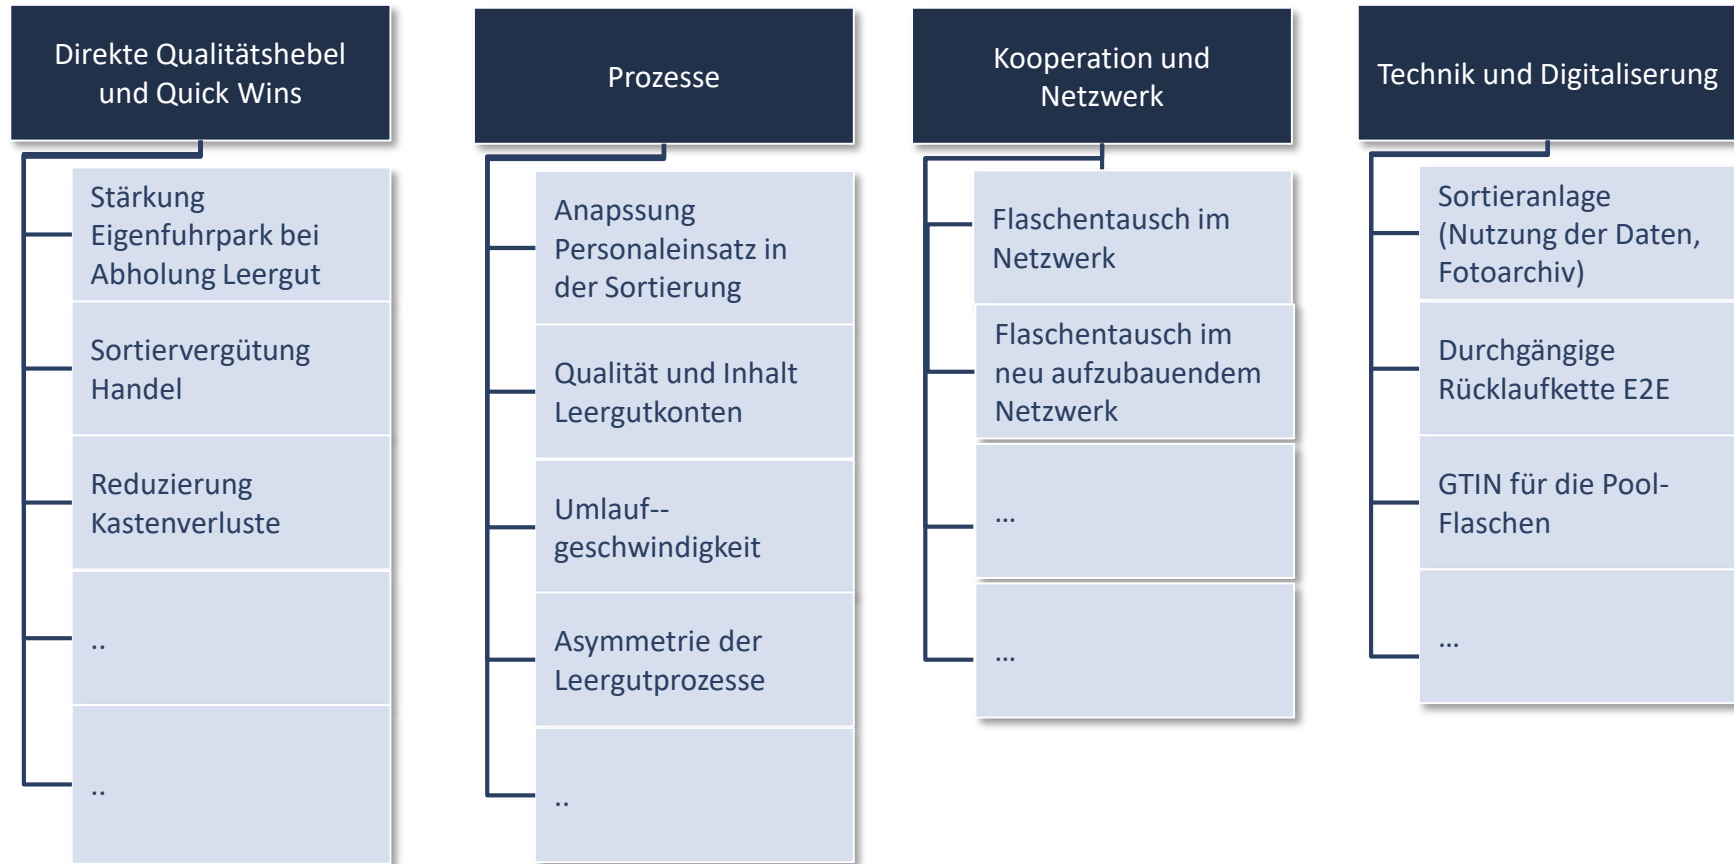 Direkte Qualitätshebel
und Quick Wins
Stärkung
Eigenfuhrpark bei
Abholung Leergut
Sortiervergütung
Handel
Reduzierung
Kastenverluste
..
..
Prozesse
Anapssung
Personaleinsatz in
der Sortierung
Qualität und Inhalt
Leergutkonten
Umlauf--
geschwindigkeit
Asymmetrie der
Leergutprozesse
..
Kooperation und
Netzwerk
Flaschentausch im
Netzwerk
Flaschentausch im
neu aufzubauendem
Netzwerk
...
...
Technik und Digitaliserung
Sortieranlage
(Nutzung der Daten,
Fotoarchiv)
Durchgängige
Rücklaufkette E2E
GTIN für die Pool-
Flaschen
...